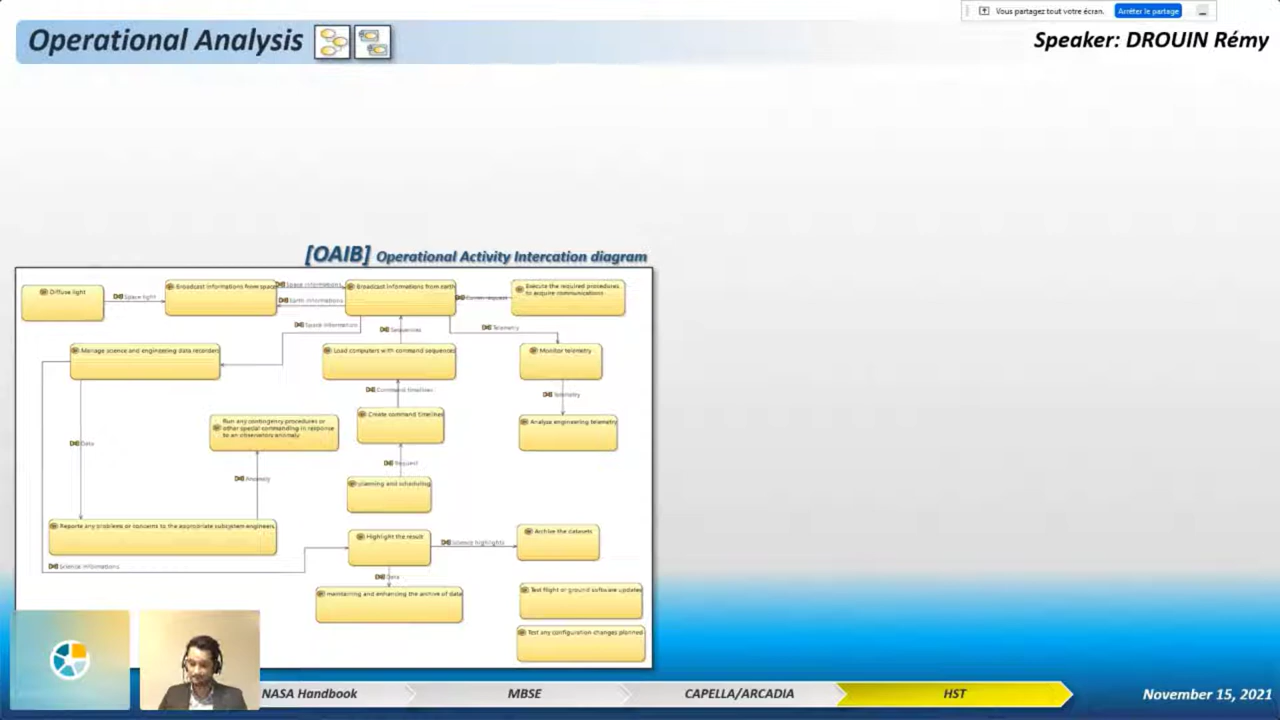 Vous partagez tout votre écran.
Arrêter le partage
Operational Analysis
Speaker: DROUIN Rémy
[OAIB] Operational Activity Intercation diagram
Diffuse light
Space light
Broadcast informations from space
Space informations
Earth informations
Broadcast informations from earth
Comm request
Execute the required procedures
to acquire communications
Space informations
Sequences
Telemetry
Manage science and engineering data recorders
Load computers with command sequences
Monitor telemetry
Command timelines
Telemetry
Create command timelines
Run any contingency procedures or
other special commanding in response
to an observatory anomaly
Analyse engineering telemetry
Data
Request
Anomaly
planning and scheduling
Reporte any problems or concerns to the appropriate subsystem engineers
Highlight the result
Science highlights
Archive the datasets
Science informations
Data
maintaining and enhancing the archive of data
Test flight or ground software updates
Test any configuration changes planned
NASA Handbook
MBSE
CAPELLA/ARCADIA
HST
November 15, 2021